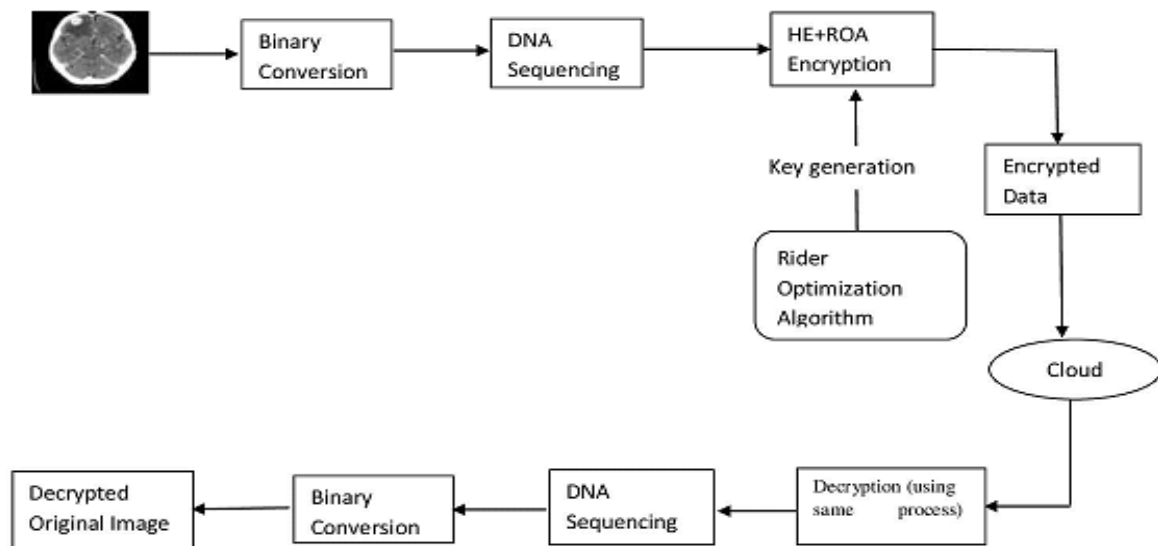 Binary
Conversion
DNA
Sequencing
HE+ROA
Encryption
Key generation
Encrypted
Data
Rider
Optimization
Algorithm
Cloud
Decrypted
Original Image
Binary
Conversion
DNA
Sequencing
Decryption (using
same process)